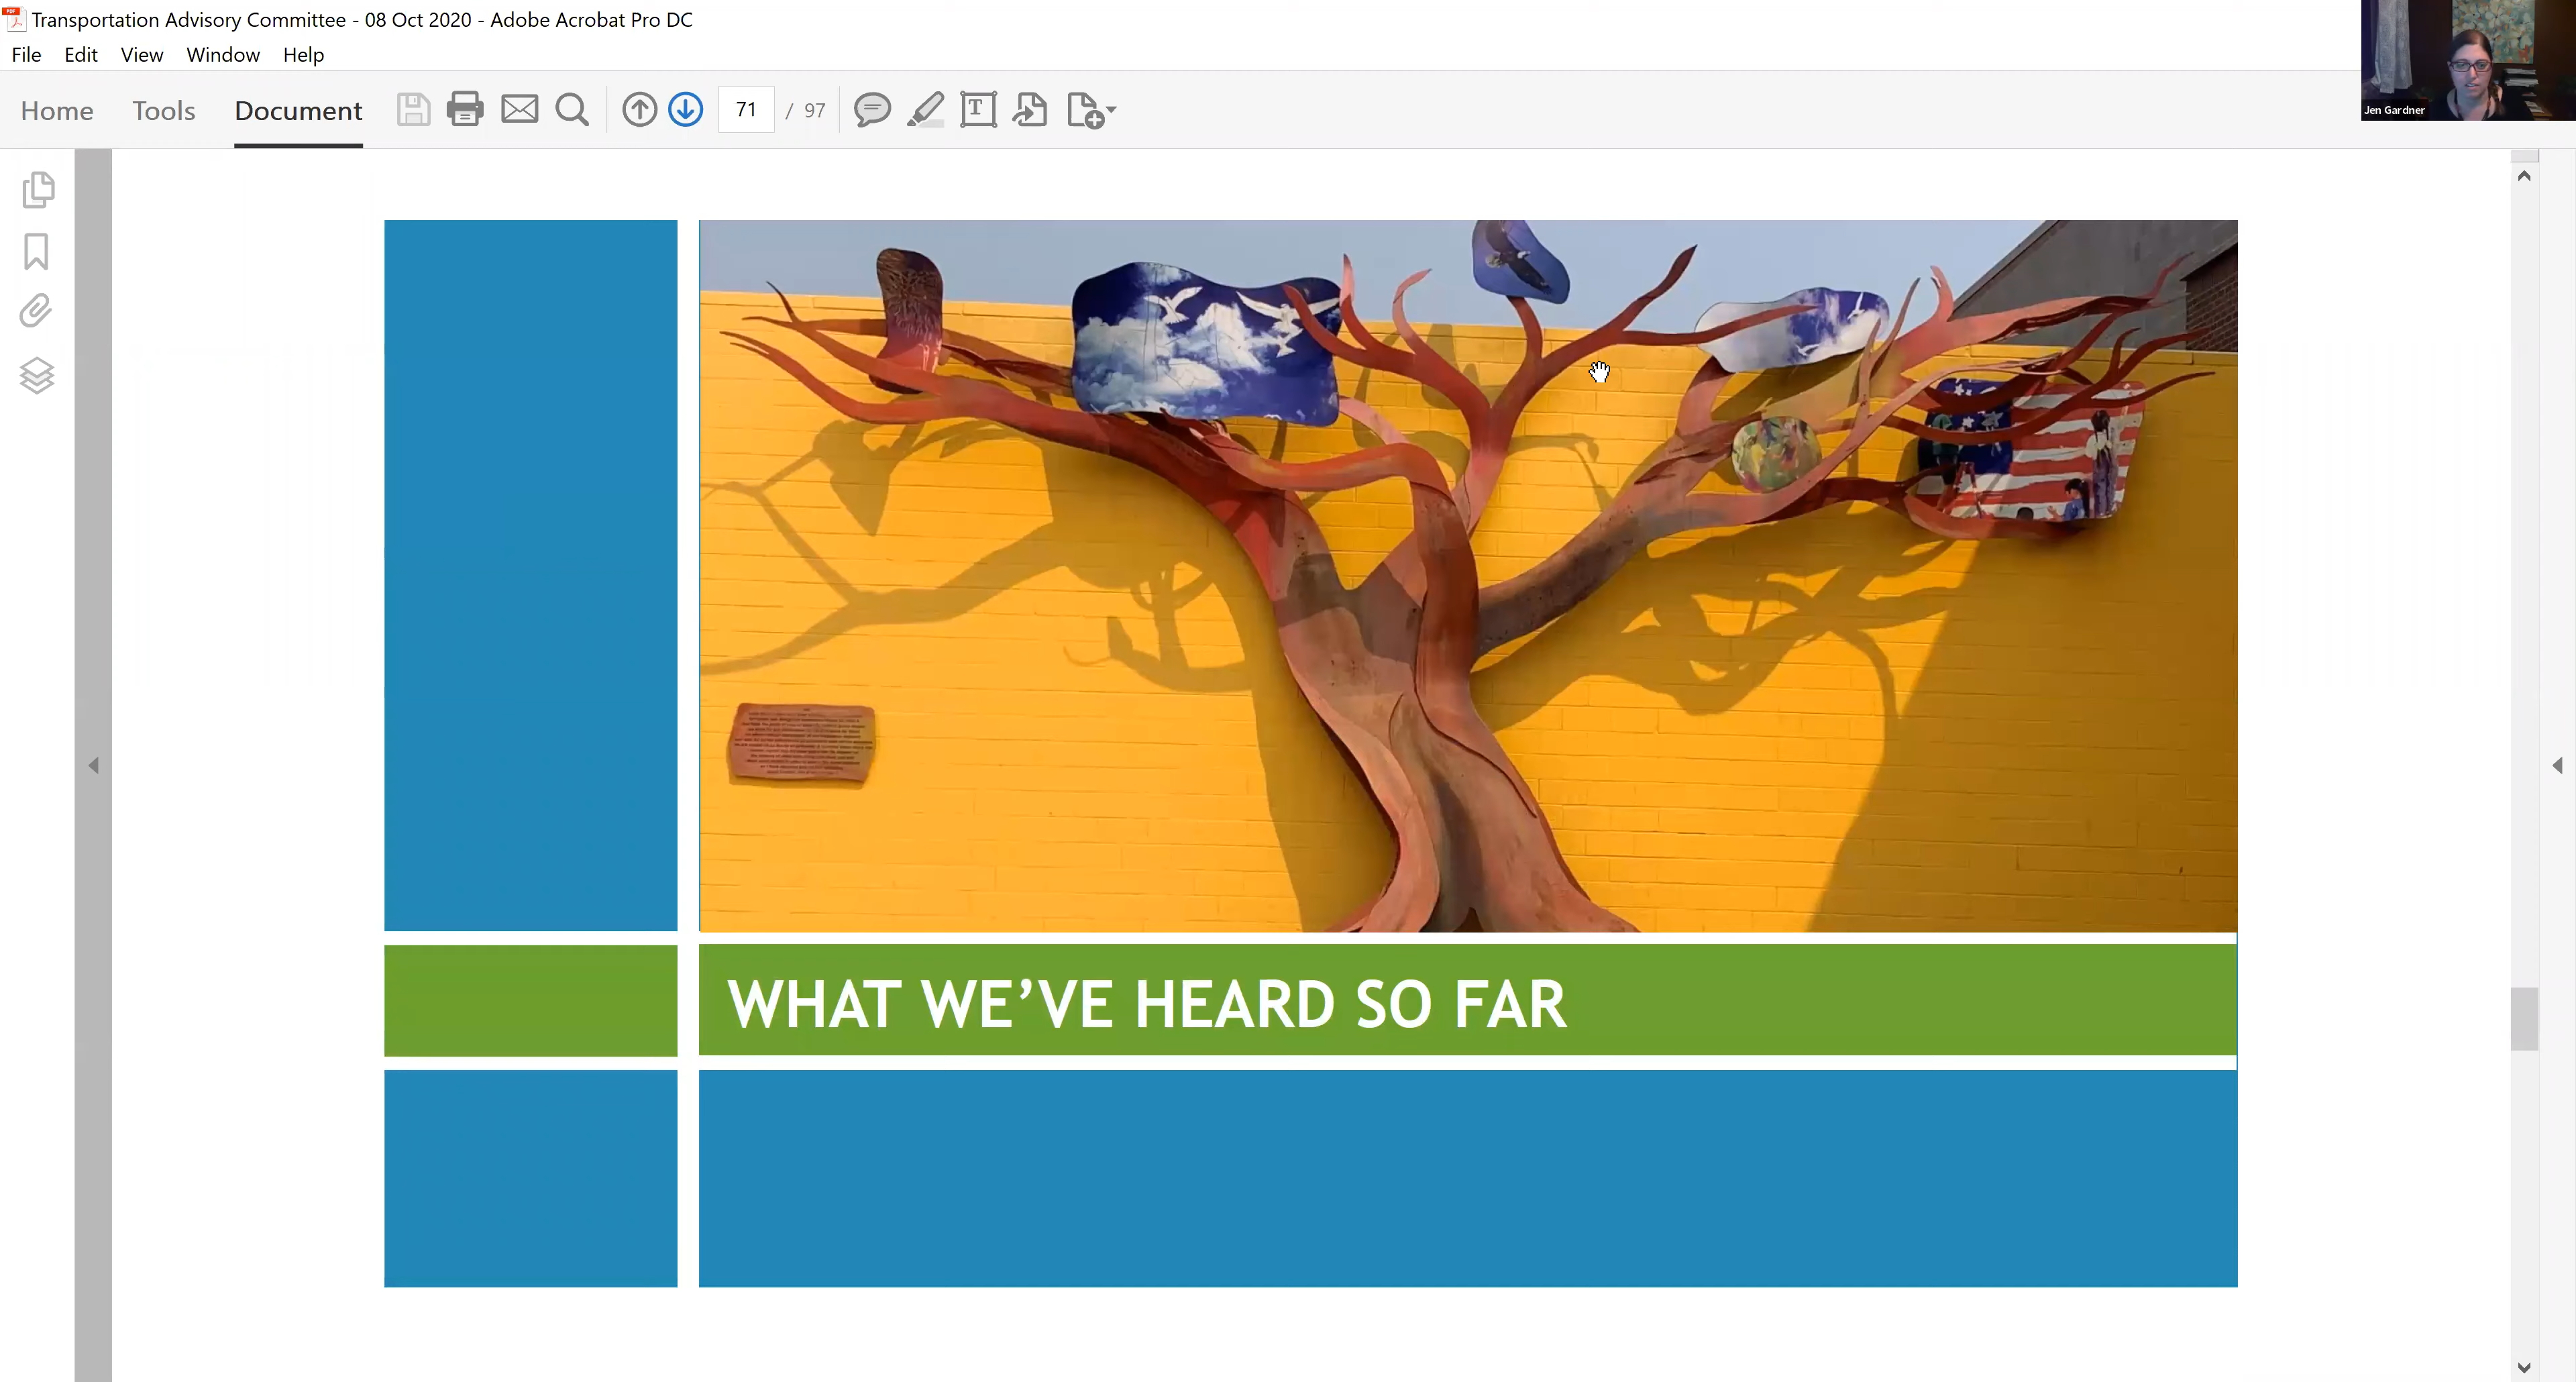 Transportation Advisory Committee - 08 Oct 2020 - Adobe Acrobat Pro DC
File Edit View Window Help
Home Tools Document 71 / 97
Jen Gardner
WHAT WE’VE HEARD SO FAR